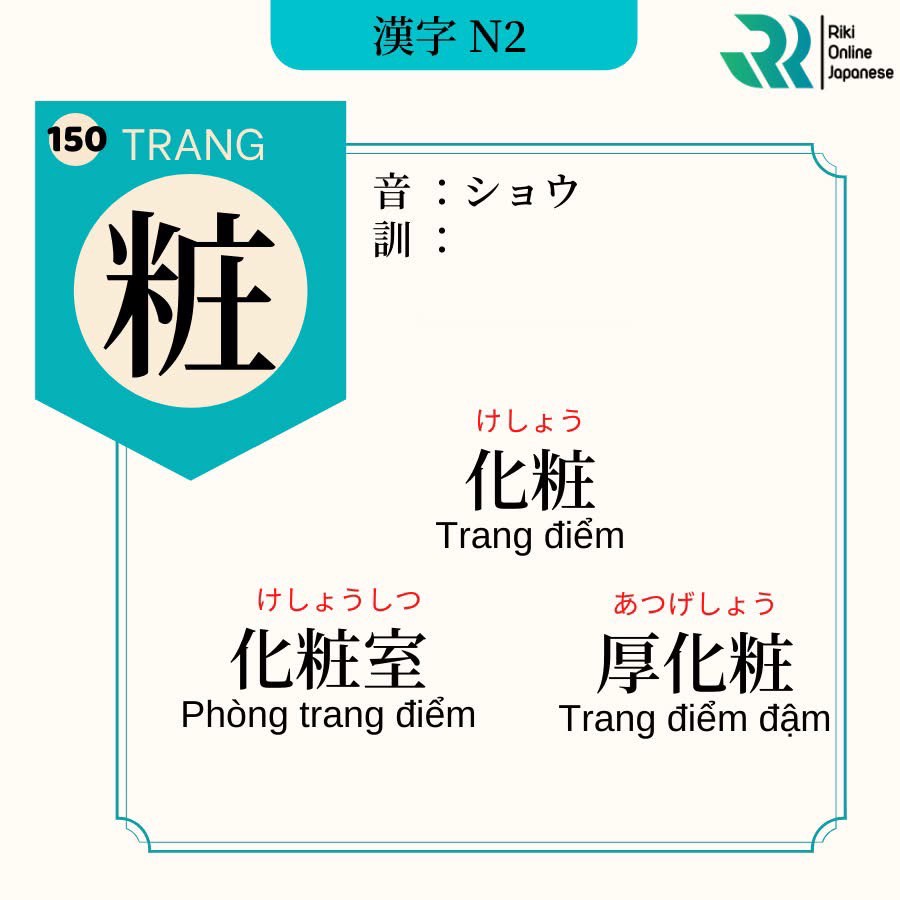 漢字 N2
Riki
Online
Japanese
150 TRANG
粧
音 ：ショウ
訓 ：
けしょう
化粧
Trang điểm
けしょうしつ
化粧室
Phòng trang điểm
あつげしょう
厚化粧
Trang điểm đậm